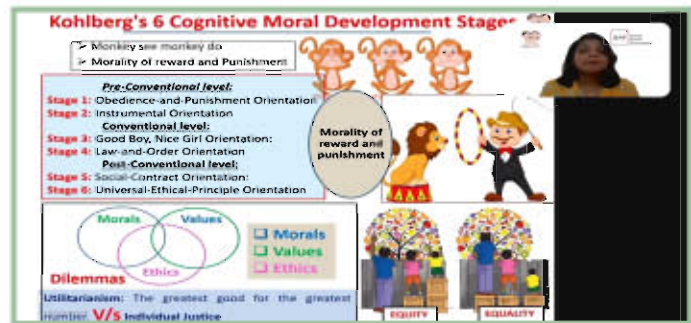 Kohlberg's 6 Cognitive Moral Development Stages
➢ Monkey see monkey do
➢ Morality of reward and Punishment
Pre-Conventional level:
Stage 1: Obedience-and-Punishment Orientation
Stage 2: Instrumental Orientation
Conventional level:
Stage 3: Good Boy, Nice Girl Orientation:
Stage 4: Law-and-Order Orientation
Post-Conventional level;
Stage 5: Social-Contract Orientation:
Stage 6: Universal-Ethical-Principle Orientation
Morality of
reward and
punishment
Morals
Values
Ethics
❑ Morals
❑ Values
❑ Ethics
Dilemmas
Utilitarianism: The greatest good for the greatest
number V/s Individual Justice
EQUITY
EQUALITY